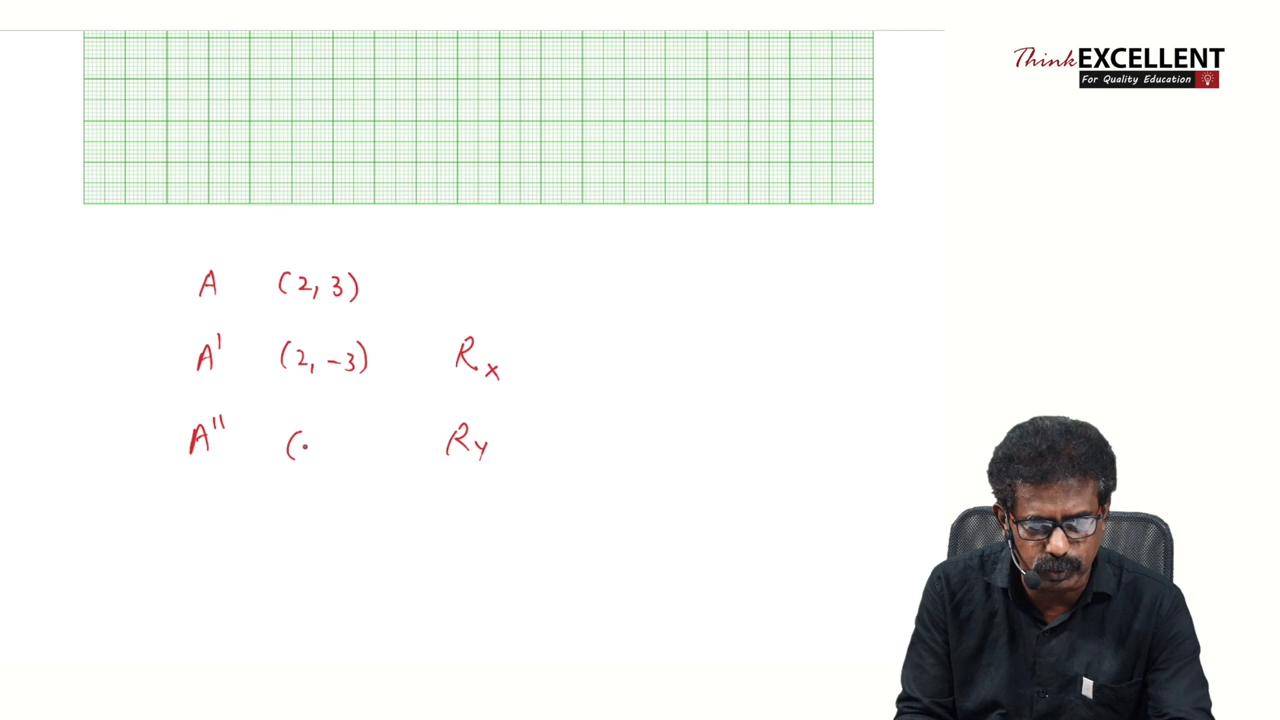 Think EXCELLENT
For Quality Education
A (2, 3)
A' (2, -3) Rx
A'' ( Ry